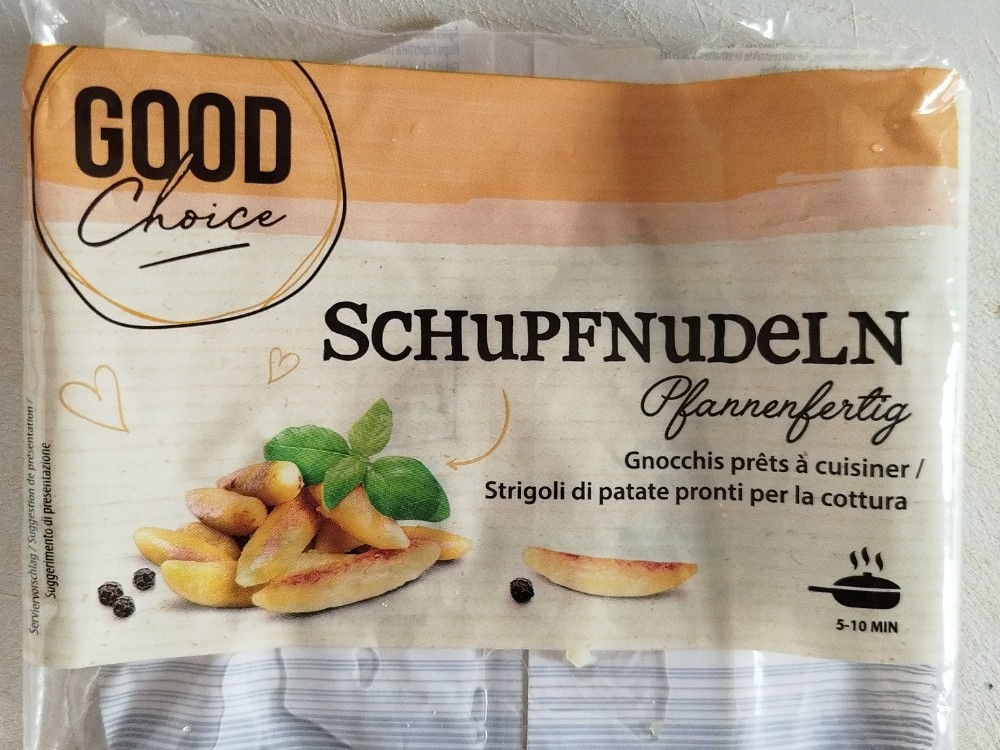 GOOD
Choice
SCHUPFNUDELN
Pfannenfertig
Gnocchis prêts à cuisiner /
Strigoli di patate pronti per la cottura
5-10 MIN
Serviervorschlag / Suggestion de présentation /
Suggerimento di presentazione